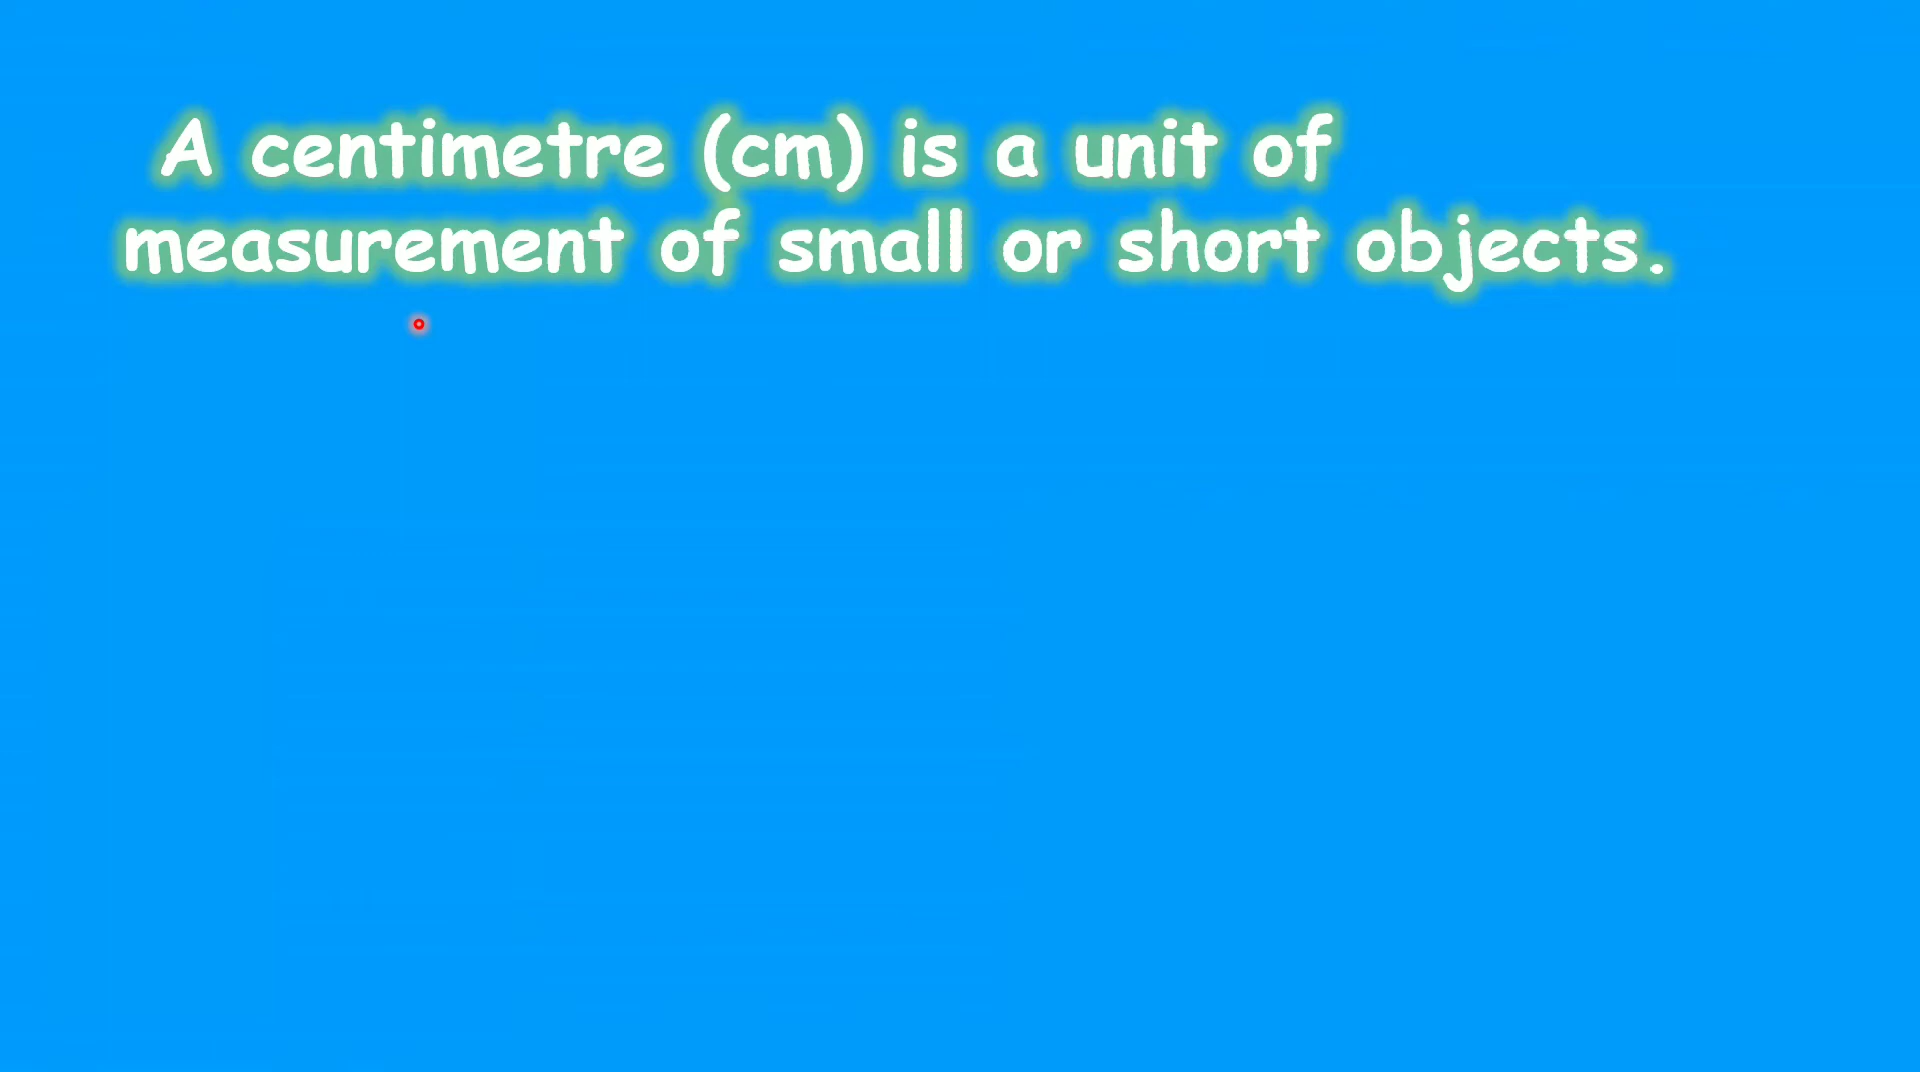 A centimetre (cm) is a unit of
measurement of small or short objects.